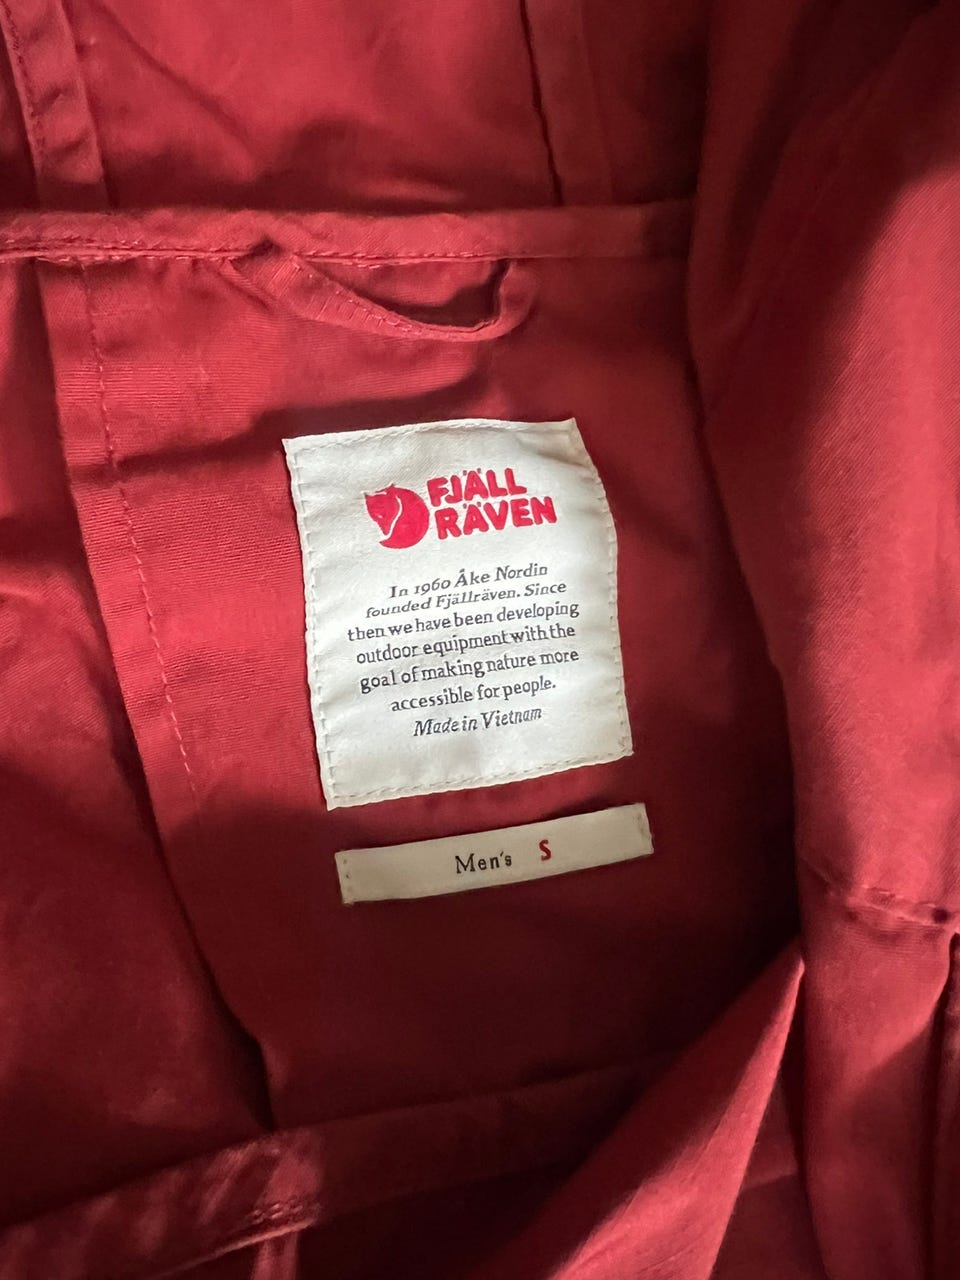 FJÄLL
RÄVEN
In 1960 Åke Nordin
founded Fjällräven. Since
then we have been developing
outdoor equipment with the
goal of making nature more
accessible for people.
Made in Vietnam
Men's S